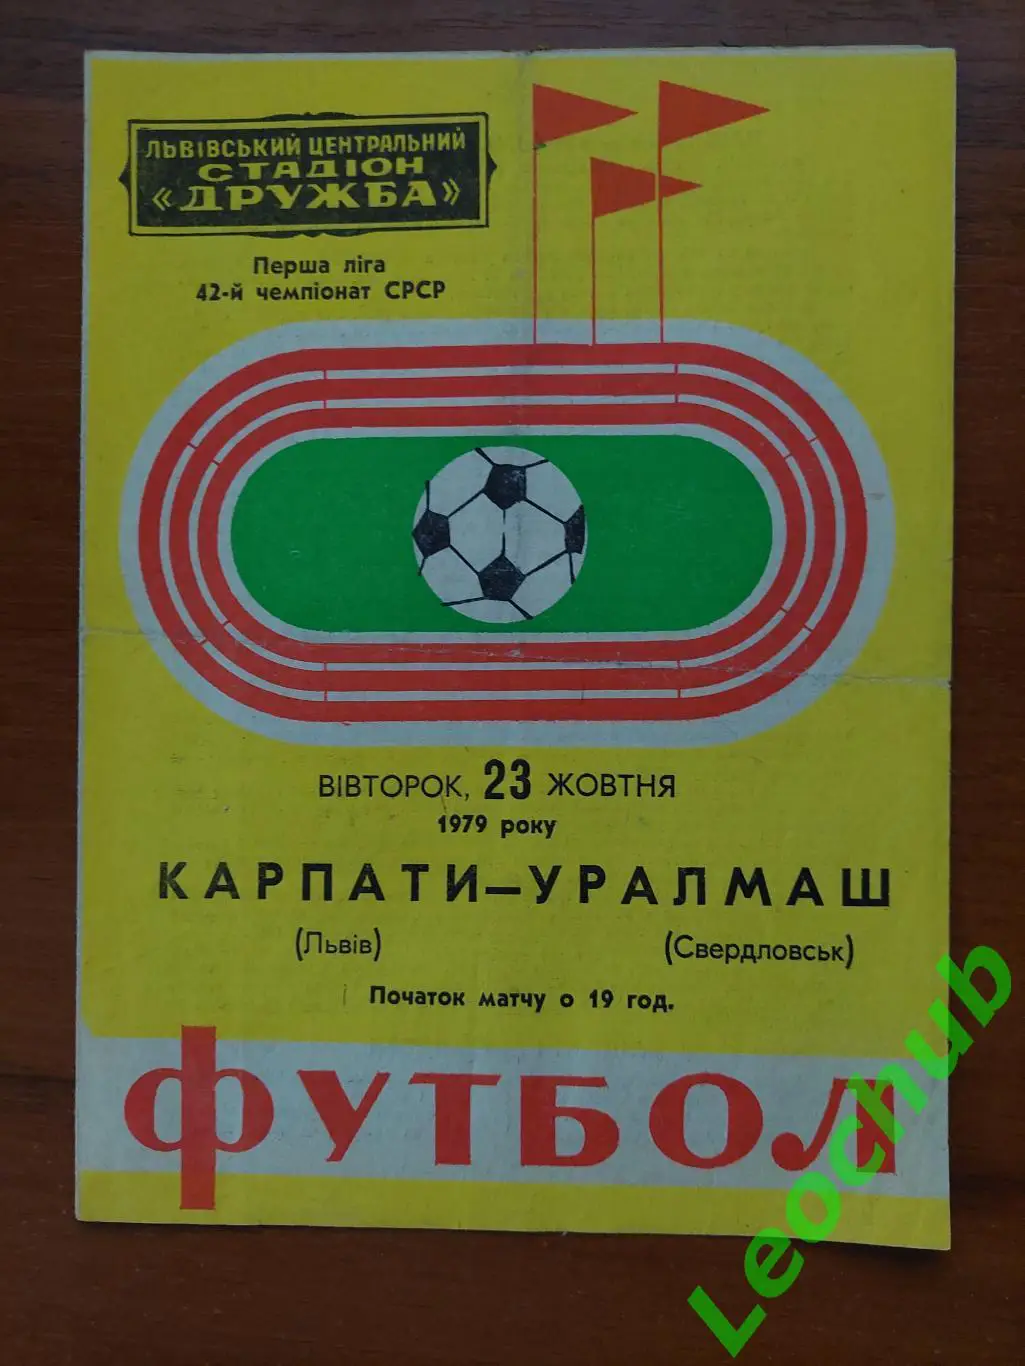 ЛЬВІВСЬКИЙ ЦЕНТРАЛЬНИЙ
СТАДІОН
«ДРУЖБА»
Перша ліга
42-й чемпіонат СРСР
ВІВТОРОК, 23 ЖОВТНЯ
1979 року
КАРПАТИ—УРАЛМАШ
(Львів) (Свердловськ)
Початок матчу о 19 год.
ФУТБОЛ
Leochub